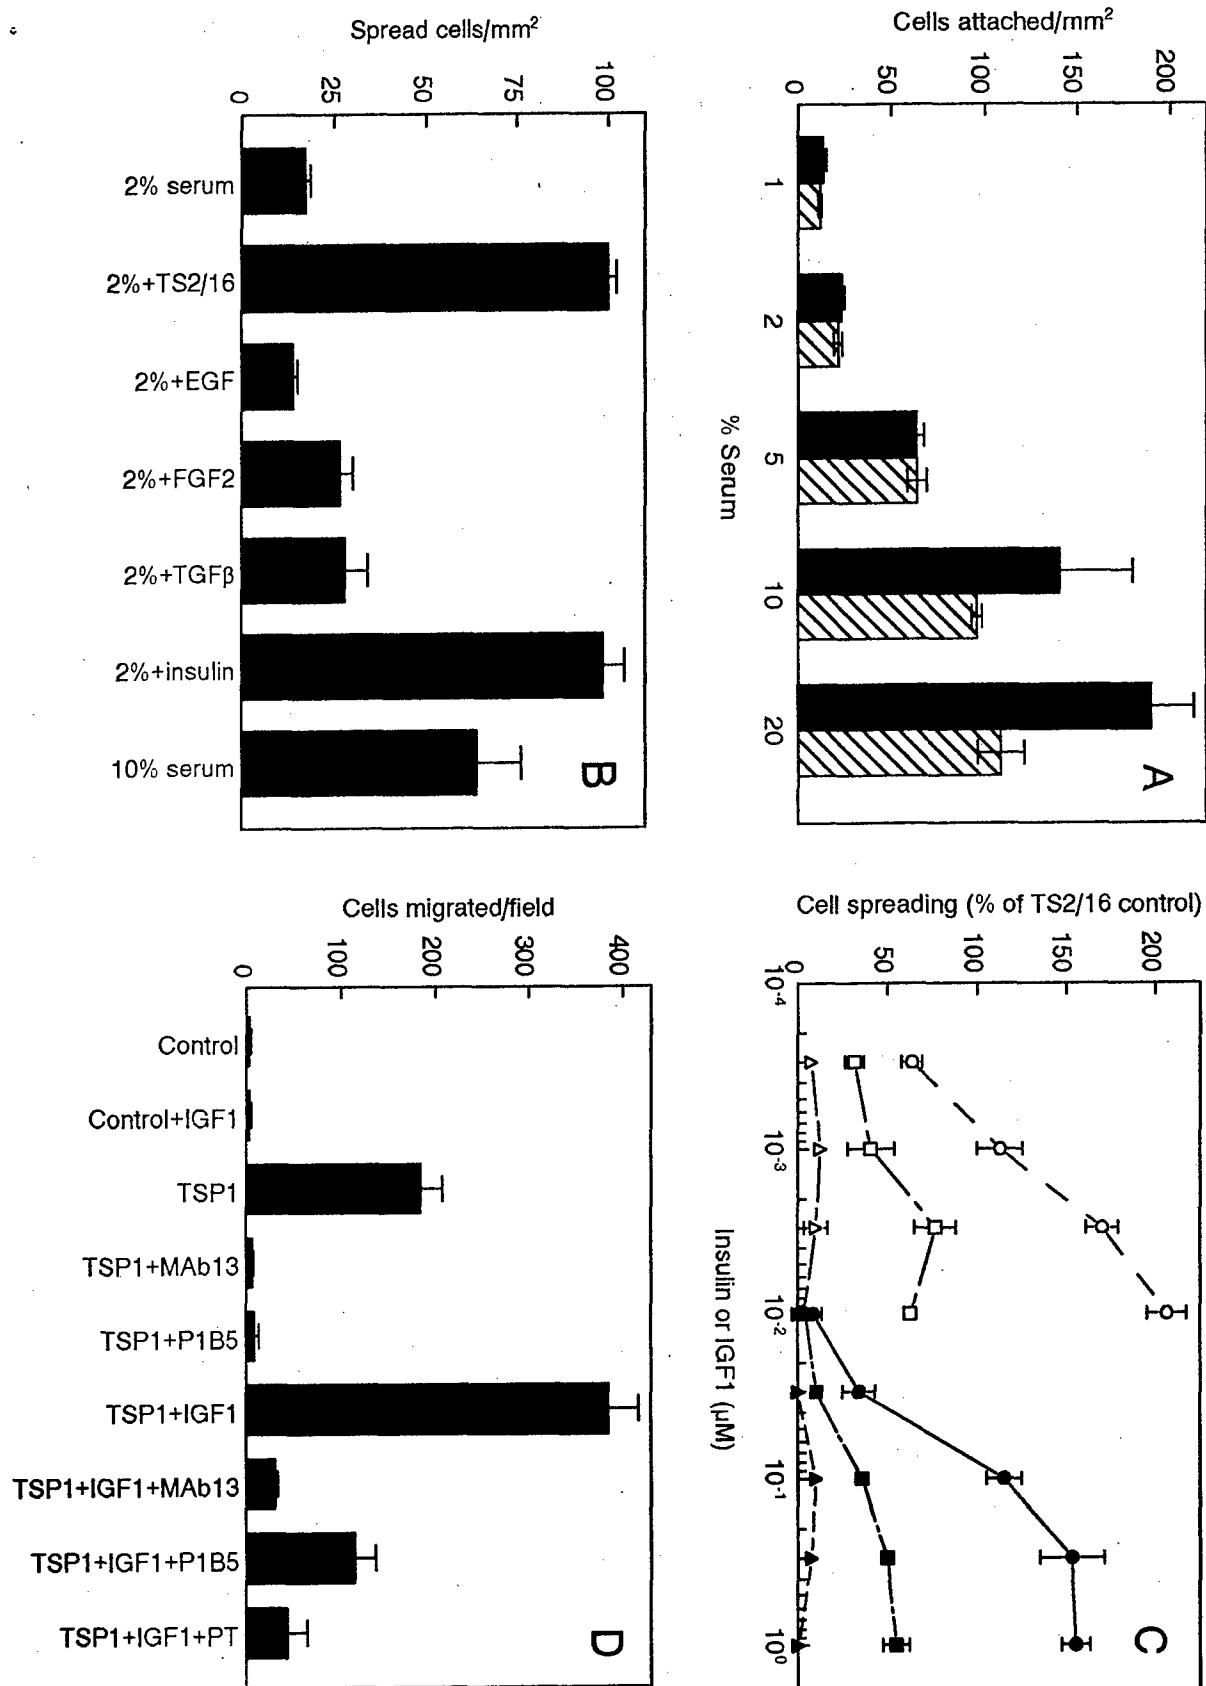 Cells attached/mm²
0
50
100
150
200
1
2
5
10
20
% Serum
A
Spread cells/mm²
0
25
50
75
100
2% serum
2%+TS2/16
2%+EGF
2%+FGF2
2%+TGFβ
2%+insulin
10% serum
B
Cell spreading (% of TS2/16 control)
0
50
100
150
200
10⁻⁴
10⁻³
10⁻²
10⁻¹
10⁰
Insulin or IGF1 (μM)
C
Cells migrated/field
0
100
200
300
400
Control
Control+IGF1
TSP1
TSP1+MAb13
TSP1+P1B5
TSP1+IGF1
TSP1+IGF1+MAb13
TSP1+IGF1+P1B5
TSP1+IGF1+PT
D